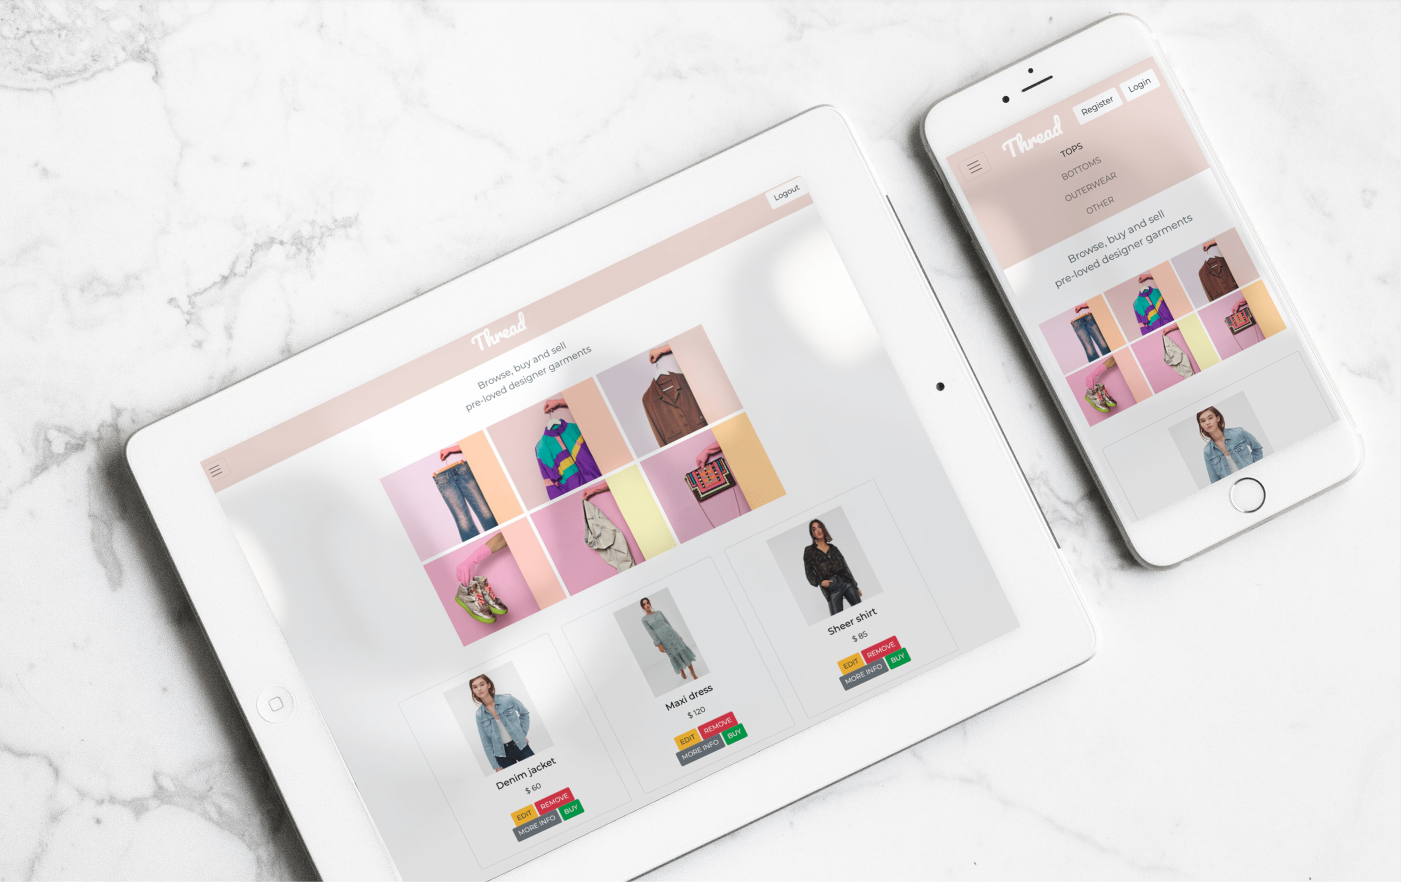 Logout
Thread
Browse, buy and sell
pre-loved designer garments
Denim jacket
$ 60
EDIT REMOVE
MORE INFO BUY
Maxi dress
$ 120
EDIT REMOVE
MORE INFO BUY
Sheer shirt
$ 85
EDIT REMOVE
MORE INFO BUY
Register Login
Thread
TOPS
BOTTOMS
OUTERWEAR
OTHER
Browse, buy and sell
pre-loved designer garments